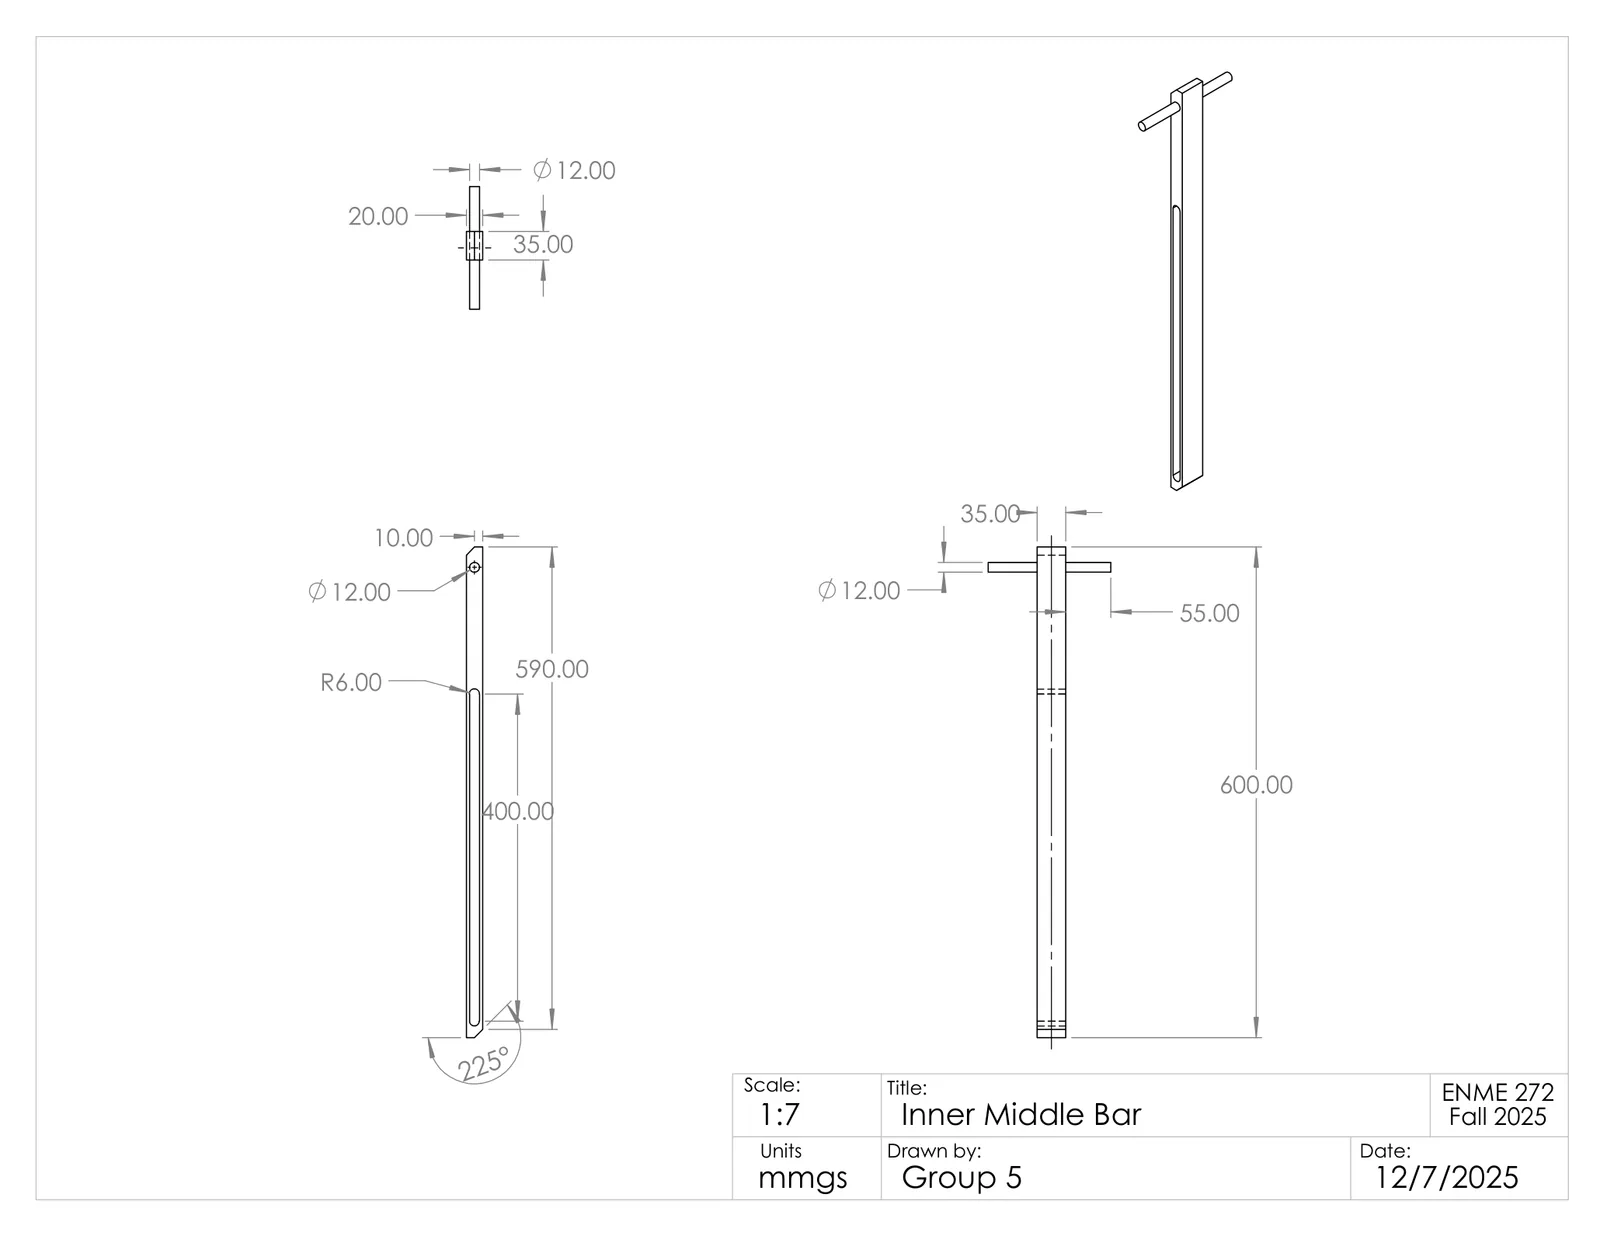 ⌀12.00
20.00
35.00
10.00
⌀12.00
R6.00
590.00
400.00
225°
35.00
⌀12.00
55.00
600.00
Scale:
1:7
Title:
Inner Middle Bar
ENME 272
Fall 2025
Units
mmgs
Drawn by:
Group 5
Date:
12/7/2025